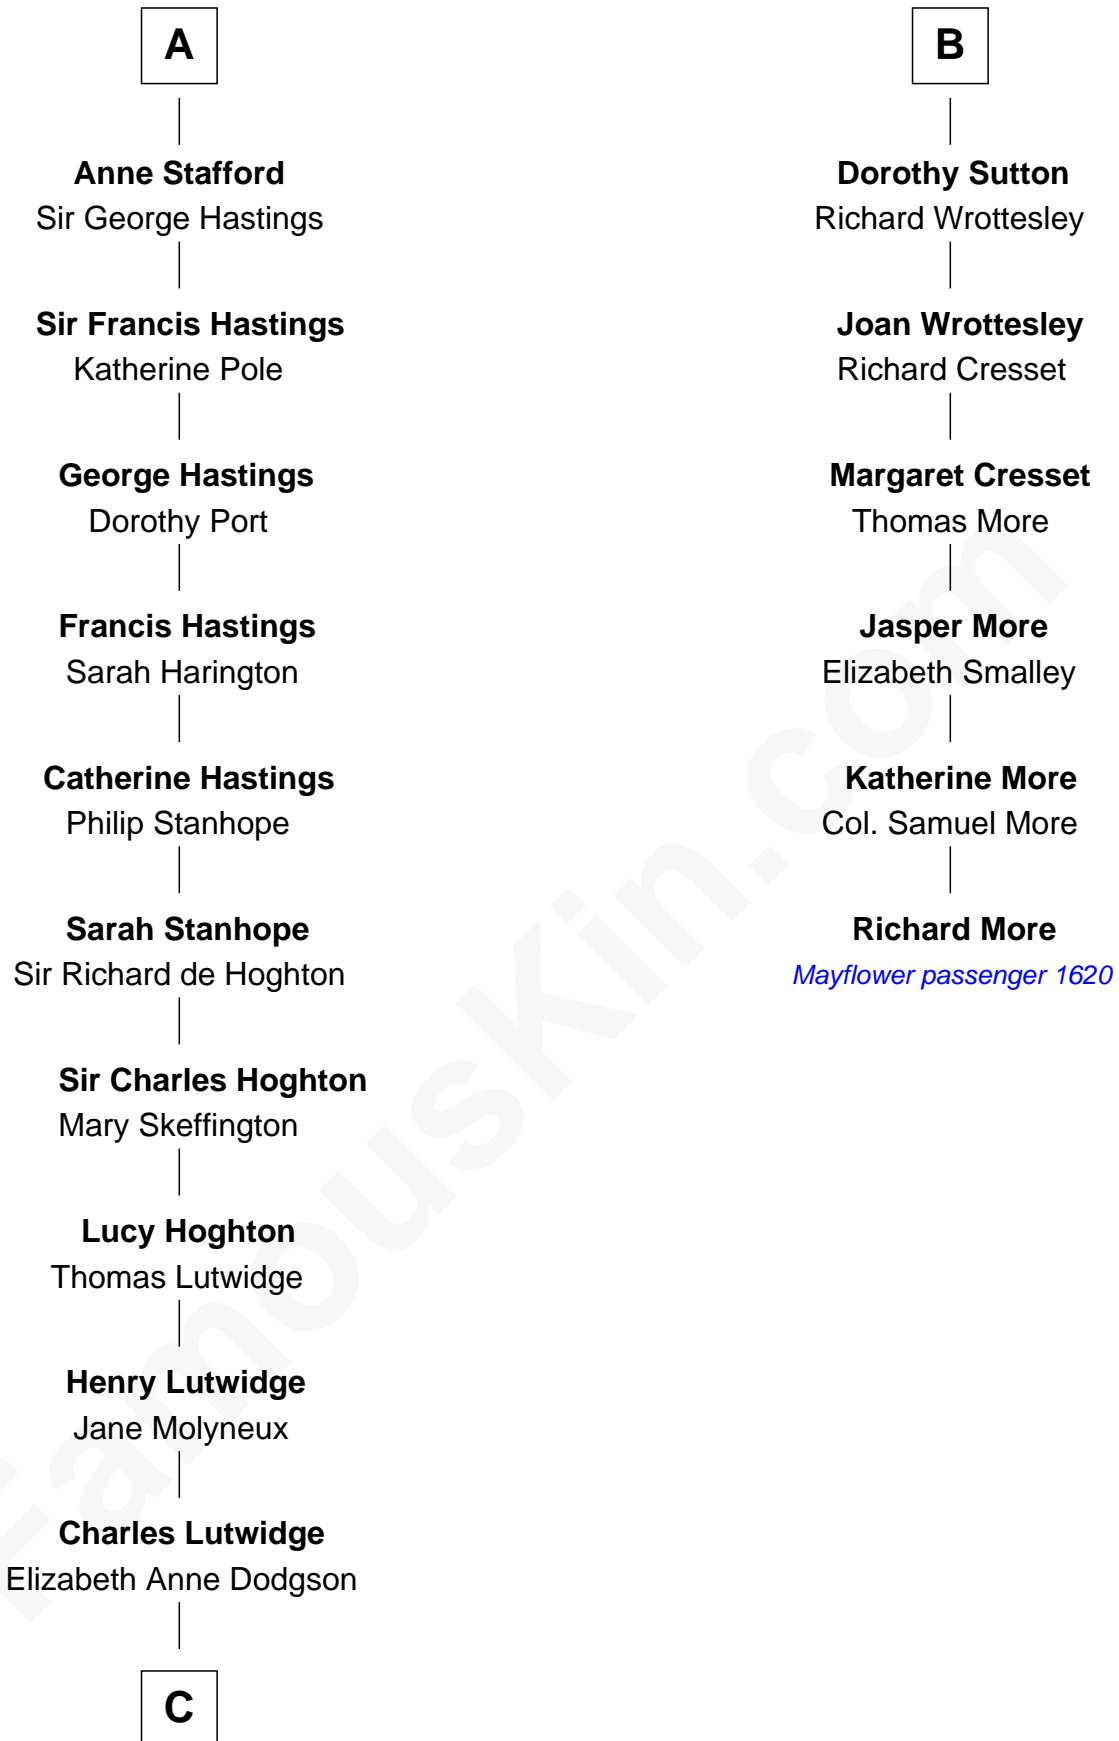 A
Anne Stafford
Sir George Hastings
Sir Francis Hastings
Katherine Pole
George Hastings
Dorothy Port
Francis Hastings
Sarah Harington
Catherine Hastings
Philip Stanhope
Sarah Stanhope
Sir Richard de Hoghton
Sir Charles Hoghton
Mary Skeffington
Lucy Hoghton
Thomas Lutwidge
Henry Lutwidge
Jane Molyneux
Charles Lutwidge
Elizabeth Anne Dodgson
C
B
Dorothy Sutton
Richard Wrottesley
Joan Wrottesley
Richard Cresset
Margaret Cresset
Thomas More
Jasper More
Elizabeth Smalley
Katherine More
Col. Samuel More
Richard More
Mayflower passenger 1620
FamousKin.com